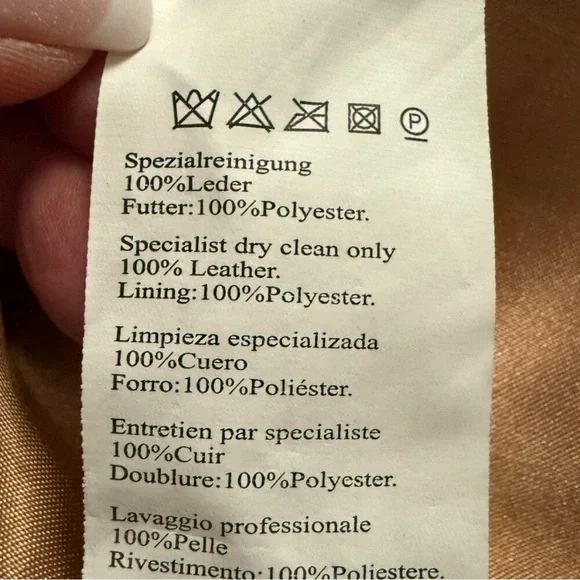 P
Spezialreinigung
100%Leder
Futter:100%Polyester.
Specialist dry clean only
100% Leather.
Lining:100%Polyester.
Limpieza especializada
100%Cuero
Forro:100%Poliéster.
Entretien par specialiste
100%Cuir
Doublure:100%Polyester.
Lavaggio professionale
100%Pelle
Rivestimento:100%Poliestere.